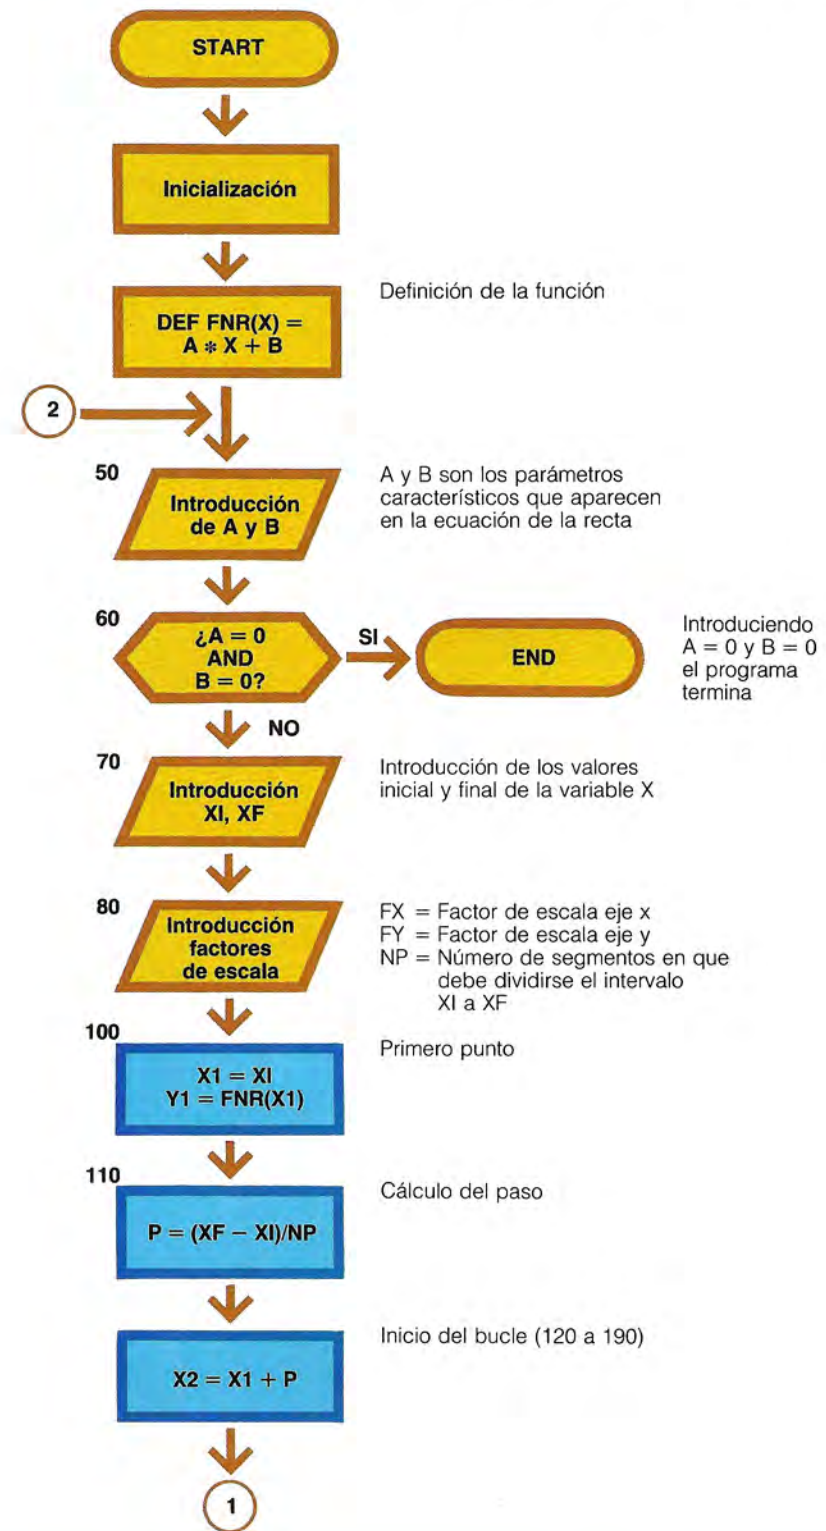 START
Inicialización
DEF FNR(X) =
A * X + B
Definición de la función
2
50
Introducción
de A y B
A y B son los parámetros
característicos que aparecen
en la ecuación de la recta
60
¿A = 0
AND
B = 0?
SI
END
Introduciendo
A = 0 y B = 0
el programa
termina
NO
70
Introducción
XI, XF
Introducción de los valores
inicial y final de la variable X
80
Introducción
factores
de escala
FX = Factor de escala eje x
FY = Factor de escala eje y
NP = Número de segmentos en que
debe dividirse el intervalo
XI a XF
100
X1 = XI
Y1 = FNR(X1)
Primero punto
110
P = (XF − XI)/NP
Cálculo del paso
X2 = X1 + P
Inicio del bucle (120 a 190)
1